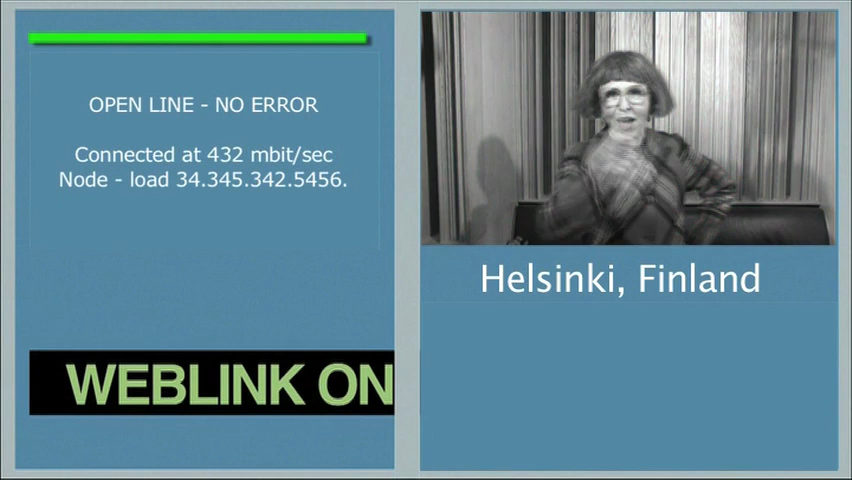 OPEN LINE - NO ERROR
Connected at 432 mbit/sec
Node - load 34.345.342.5456.
WEBLINK ON
Helsinki, Finland